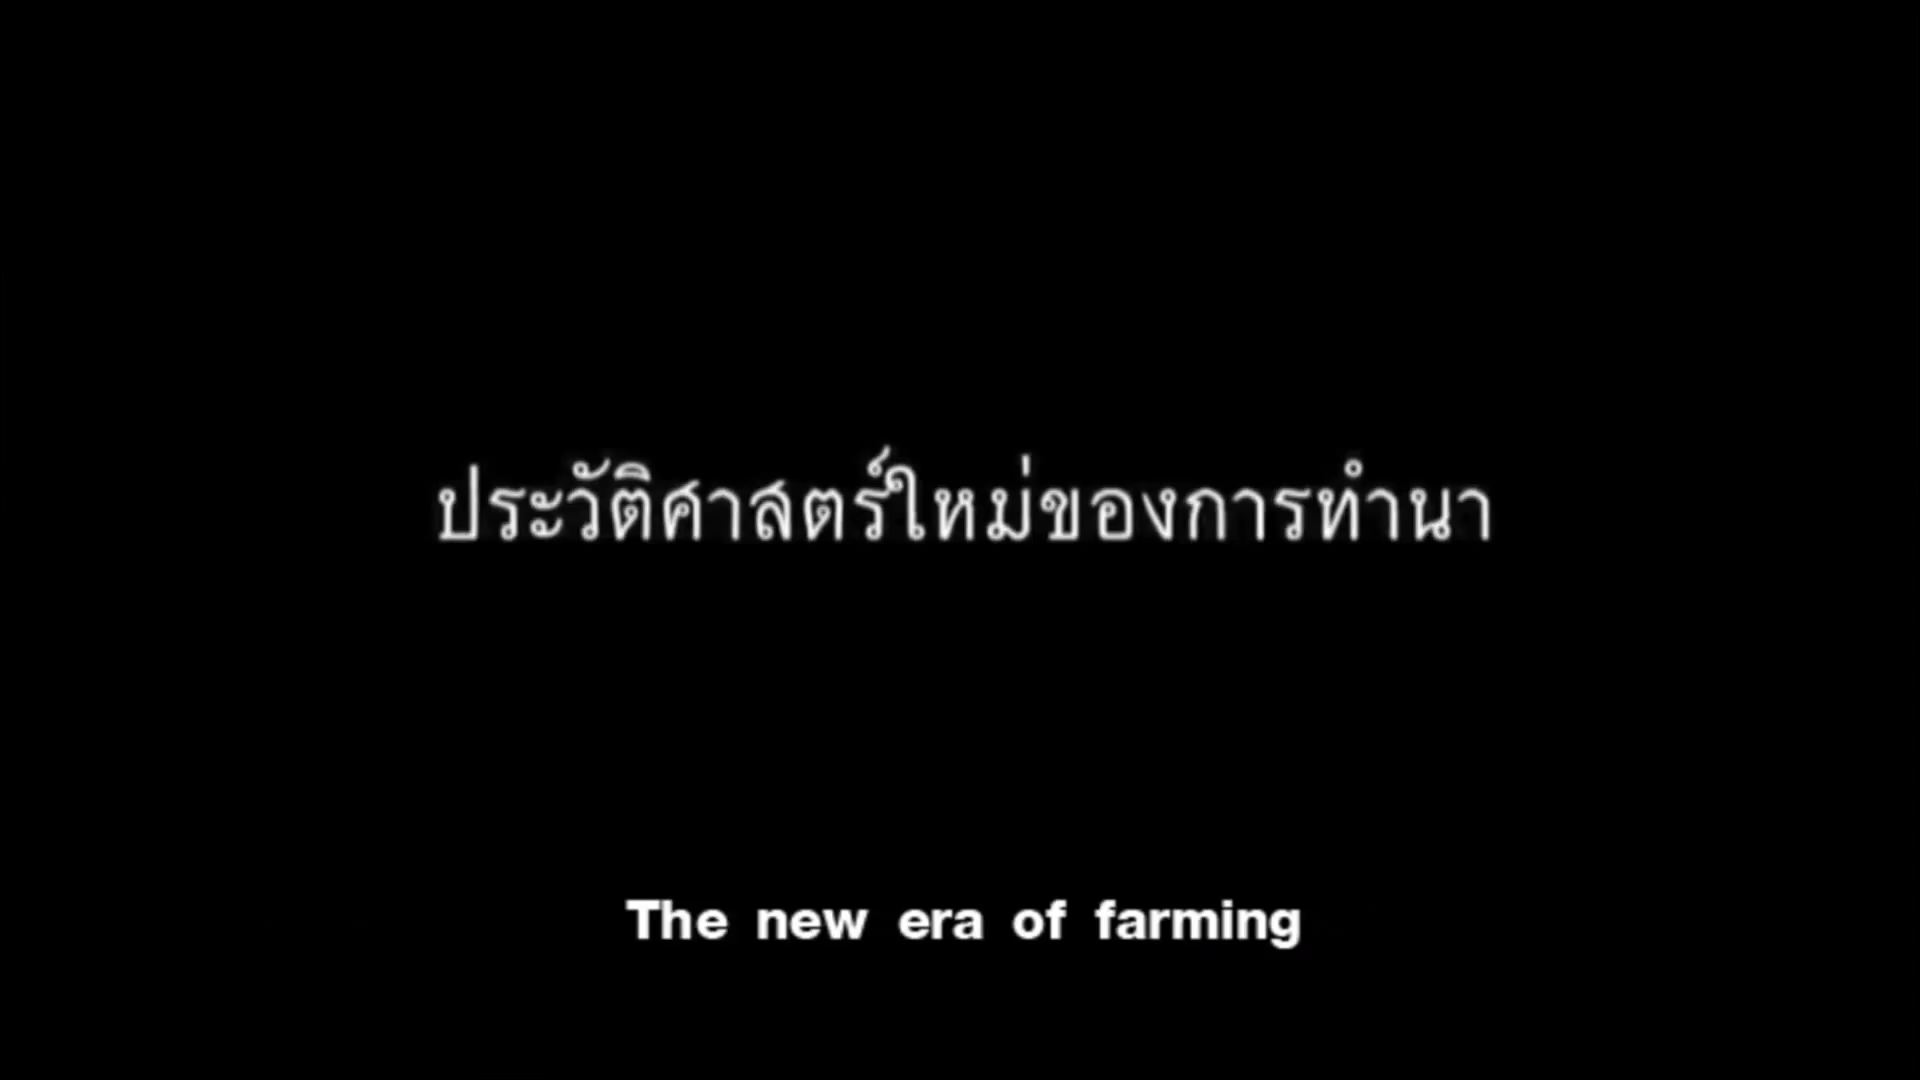 ประวัติศาสตร์ใหม่ของการทำนา
The new era of farming